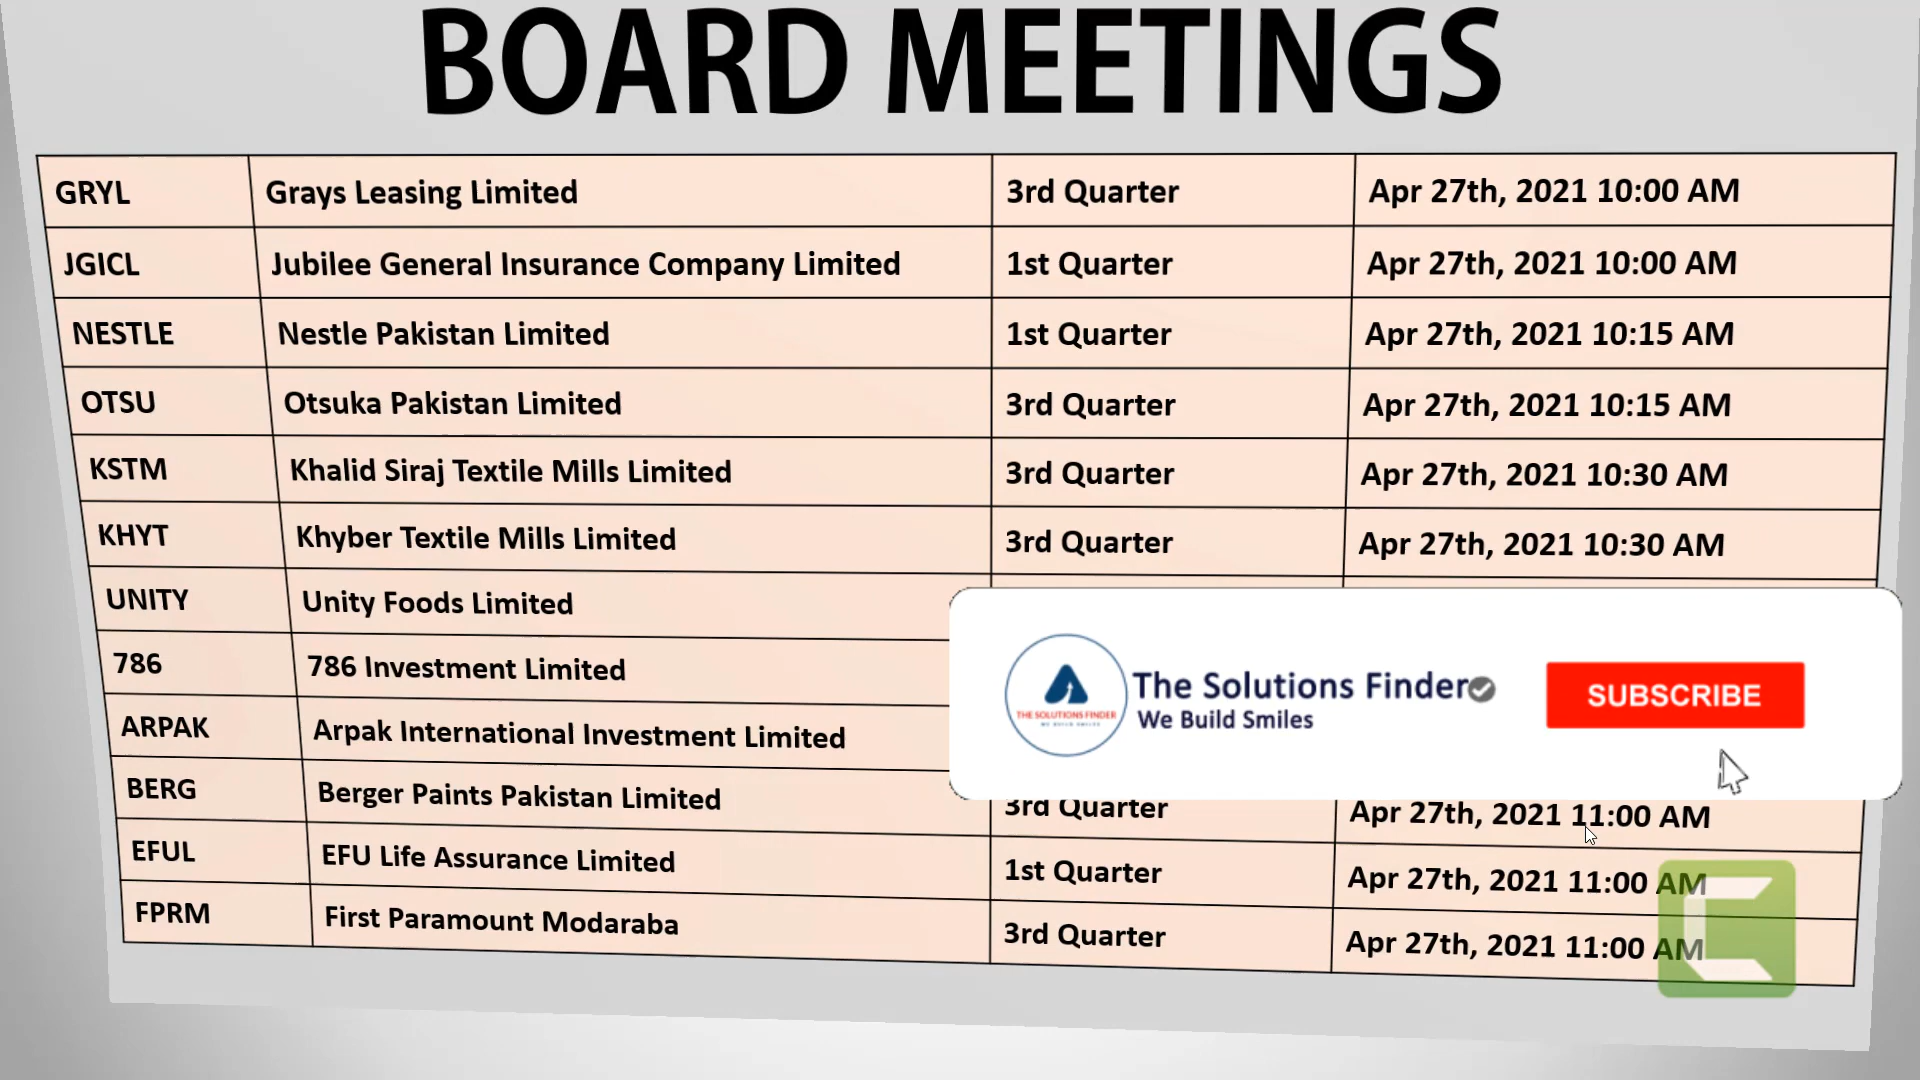 BOARD MEETINGS
GRYL Grays Leasing Limited 3rd Quarter Apr 27th, 2021 10:00 AM
JGICL Jubilee General Insurance Company Limited 1st Quarter Apr 27th, 2021 10:00 AM
NESTLE Nestle Pakistan Limited 1st Quarter Apr 27th, 2021 10:15 AM
OTSU Otsuka Pakistan Limited 3rd Quarter Apr 27th, 2021 10:15 AM
KSTM Khalid Siraj Textile Mills Limited 3rd Quarter Apr 27th, 2021 10:30 AM
KHYT Khyber Textile Mills Limited 3rd Quarter Apr 27th, 2021 10:30 AM
UNITY Unity Foods Limited
786 786 Investment Limited
ARPAK Arpak International Investment Limited
The Solutions Finder
We Build Smiles
THE SOLUTIONS FINDER
WE BUILD SMILES
SUBSCRIBE
BERG Berger Paints Pakistan Limited 3rd Quarter Apr 27th, 2021 11:00 AM
EFUL EFU Life Assurance Limited 1st Quarter Apr 27th, 2021 11:00 AM
FPRM First Paramount Modaraba 3rd Quarter Apr 27th, 2021 11:00 AM